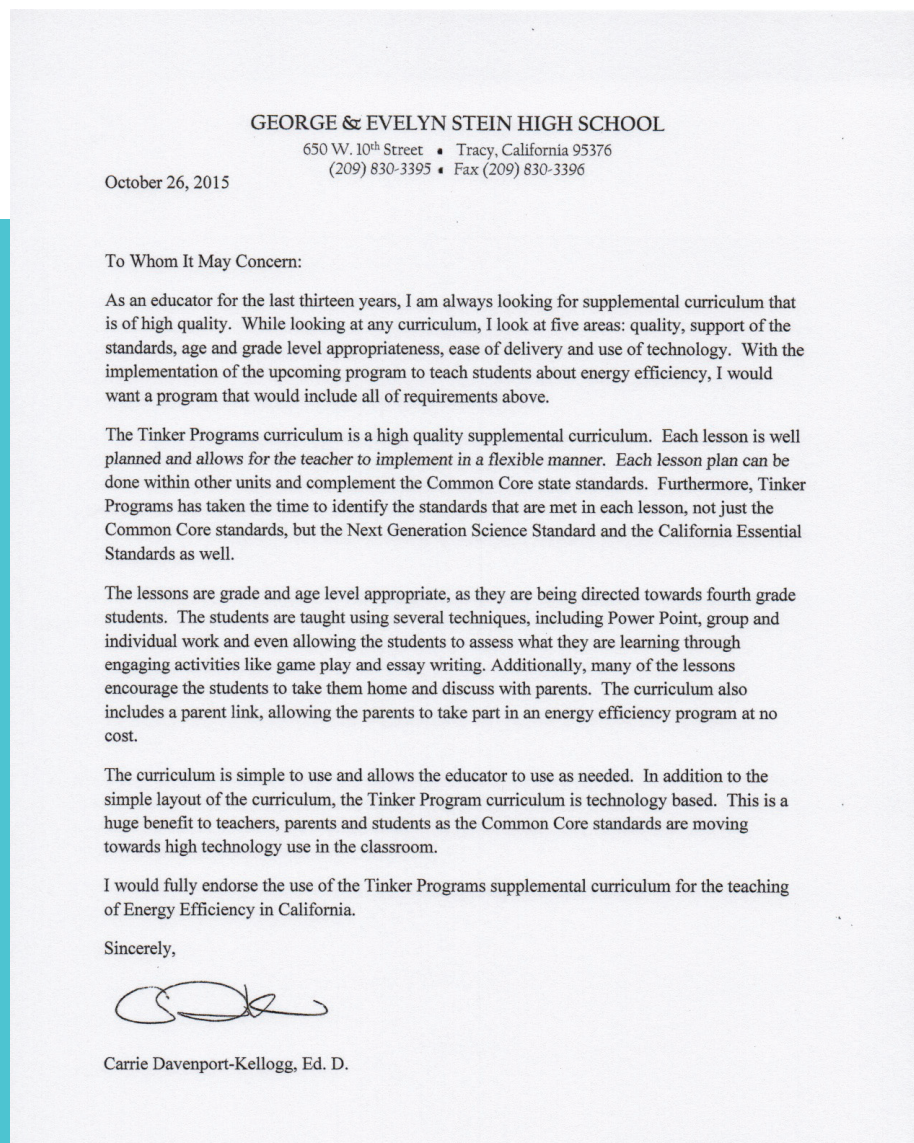 GEORGE & EVELYN STEIN HIGH SCHOOL
650 W. 10th Street • Tracy, California 95376
(209) 830-3395 • Fax (209) 830-3396
October 26, 2015
To Whom It May Concern:
As an educator for the last thirteen years, I am always looking for supplemental curriculum that
is of high quality. While looking at any curriculum, I look at five areas: quality, support of the
standards, age and grade level appropriateness, ease of delivery and use of technology. With the
implementation of the upcoming program to teach students about energy efficiency, I would
want a program that would include all of requirements above.
The Tinker Programs curriculum is a high quality supplemental curriculum. Each lesson is well
planned and allows for the teacher to implement in a flexible manner. Each lesson plan can be
done within other units and complement the Common Core state standards. Furthermore, Tinker
Programs has taken the time to identify the standards that are met in each lesson, not just the
Common Core standards, but the Next Generation Science Standard and the California Essential
Standards as well.
The lessons are grade and age level appropriate, as they are being directed towards fourth grade
students. The students are taught using several techniques, including Power Point, group and
individual work and even allowing the students to assess what they are learning through
engaging activities like game play and essay writing. Additionally, many of the lessons
encourage the students to take them home and discuss with parents. The curriculum also
includes a parent link, allowing the parents to take part in an energy efficiency program at no
cost.
The curriculum is simple to use and allows the educator to use as needed. In addition to the
simple layout of the curriculum, the Tinker Program curriculum is technology based. This is a
huge benefit to teachers, parents and students as the Common Core standards are moving
towards high technology use in the classroom.
I would fully endorse the use of the Tinker Programs supplemental curriculum for the teaching
of Energy Efficiency in California.
Sincerely,
Carrie Davenport-Kellogg, Ed. D.